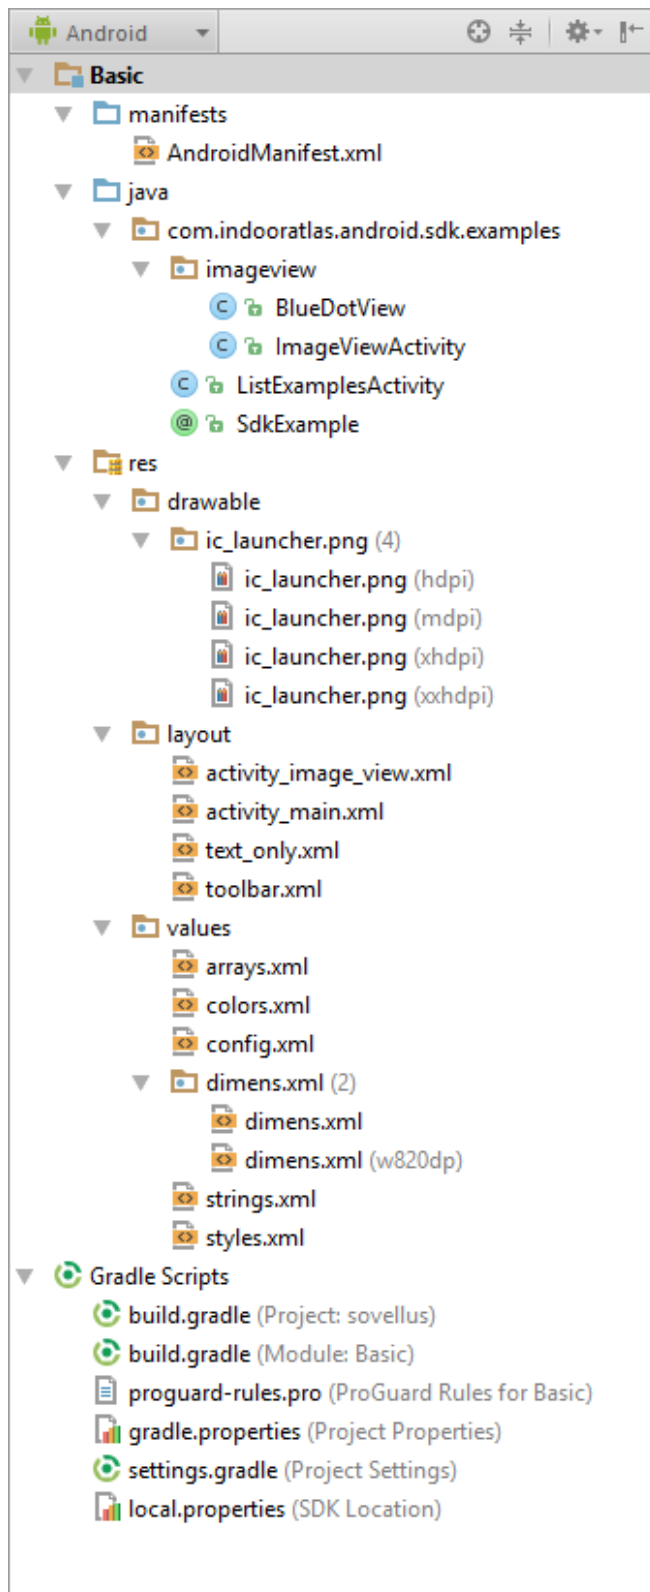 Android
Basic
manifests
AndroidManifest.xml
java
com.indooratlas.android.sdk.examples
imageview
BlueDotView
ImageViewActivity
ListExamplesActivity
SdkExample
res
drawable
ic_launcher.png (4)
ic_launcher.png (hdpi)
ic_launcher.png (mdpi)
ic_launcher.png (xhdpi)
ic_launcher.png (xxhdpi)
layout
activity_image_view.xml
activity_main.xml
text_only.xml
toolbar.xml
values
arrays.xml
colors.xml
config.xml
dimens.xml (2)
dimens.xml
dimens.xml (w820dp)
strings.xml
styles.xml
Gradle Scripts
build.gradle (Project: sovellus)
build.gradle (Module: Basic)
proguard-rules.pro (ProGuard Rules for Basic)
gradle.properties (Project Properties)
settings.gradle (Project Settings)
local.properties (SDK Location)